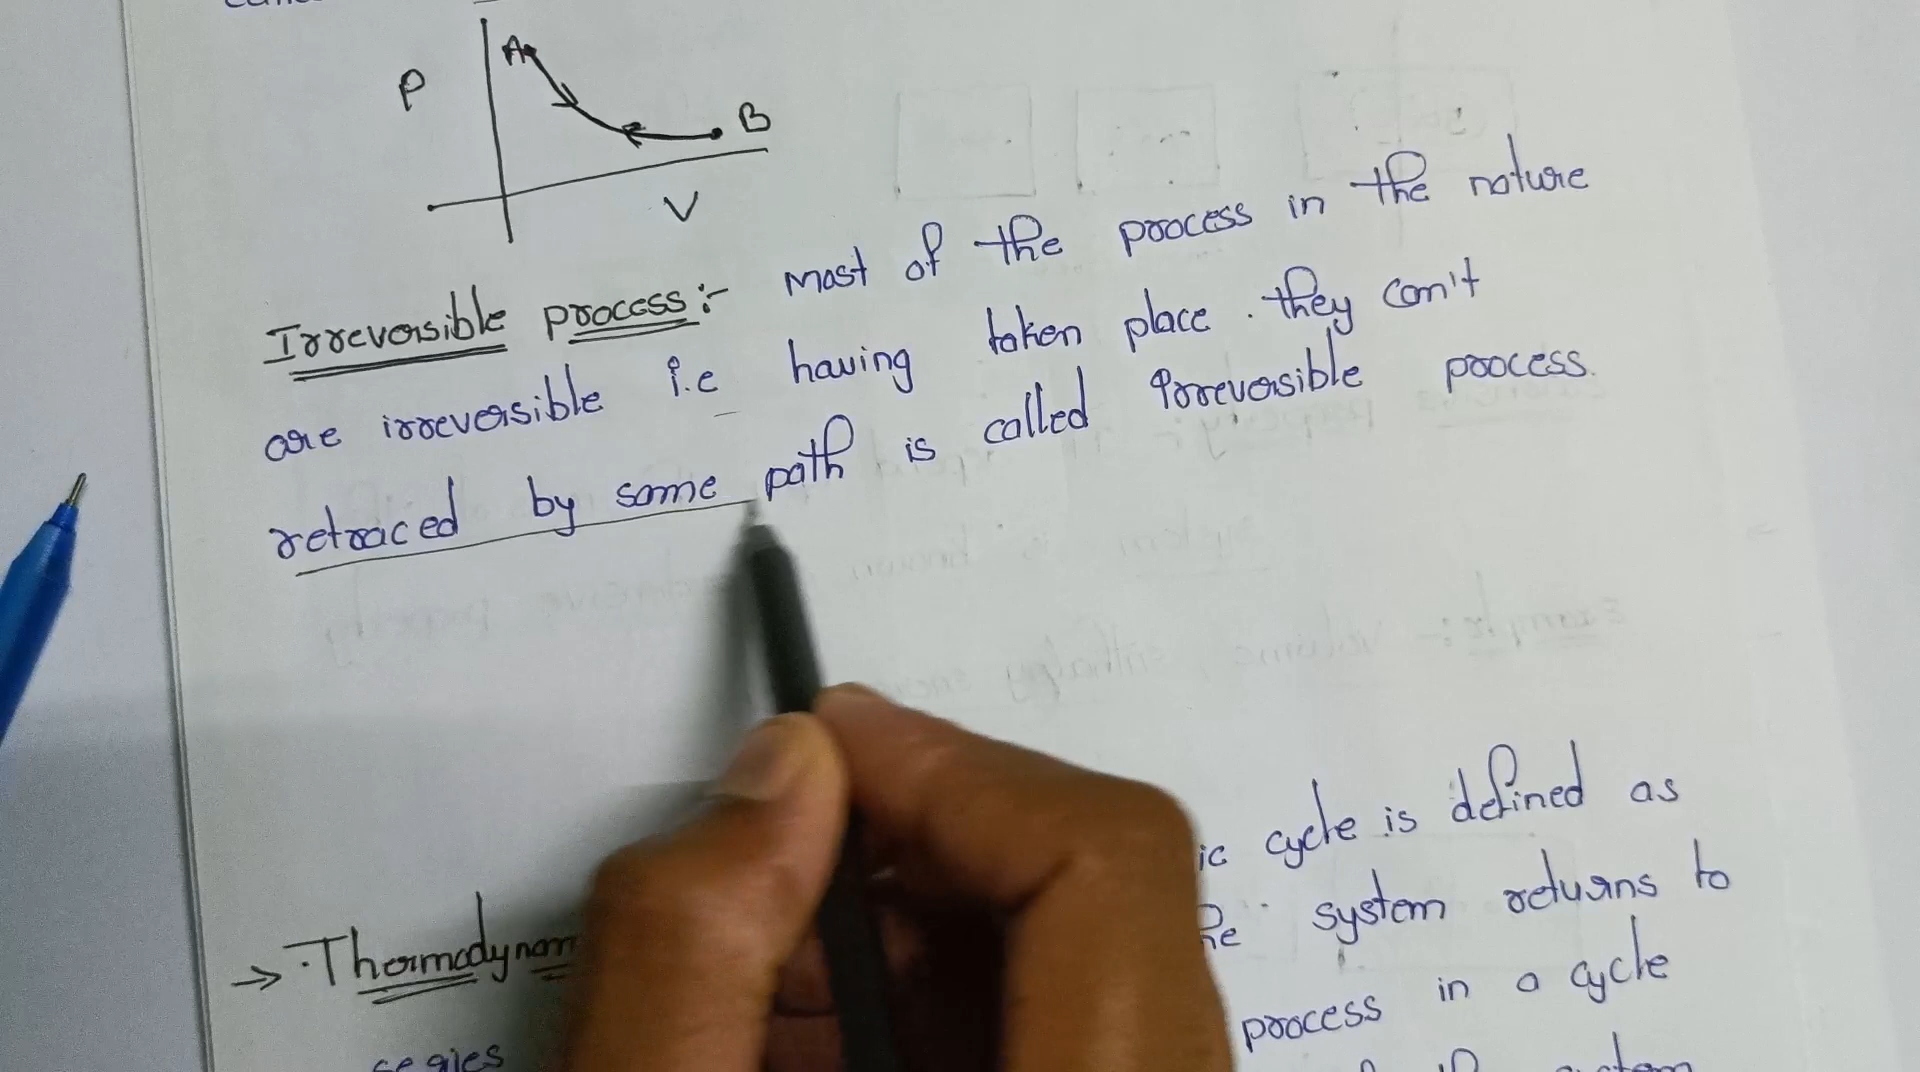 A
P
B
V
Irreversible process:- most of the process in the nature
are irreversible i.e having taken place. they can't
retraced by same path is called Irreversible process.
ic cycle is defined as
→ Thermodynam
he system returns to
process in a cycle